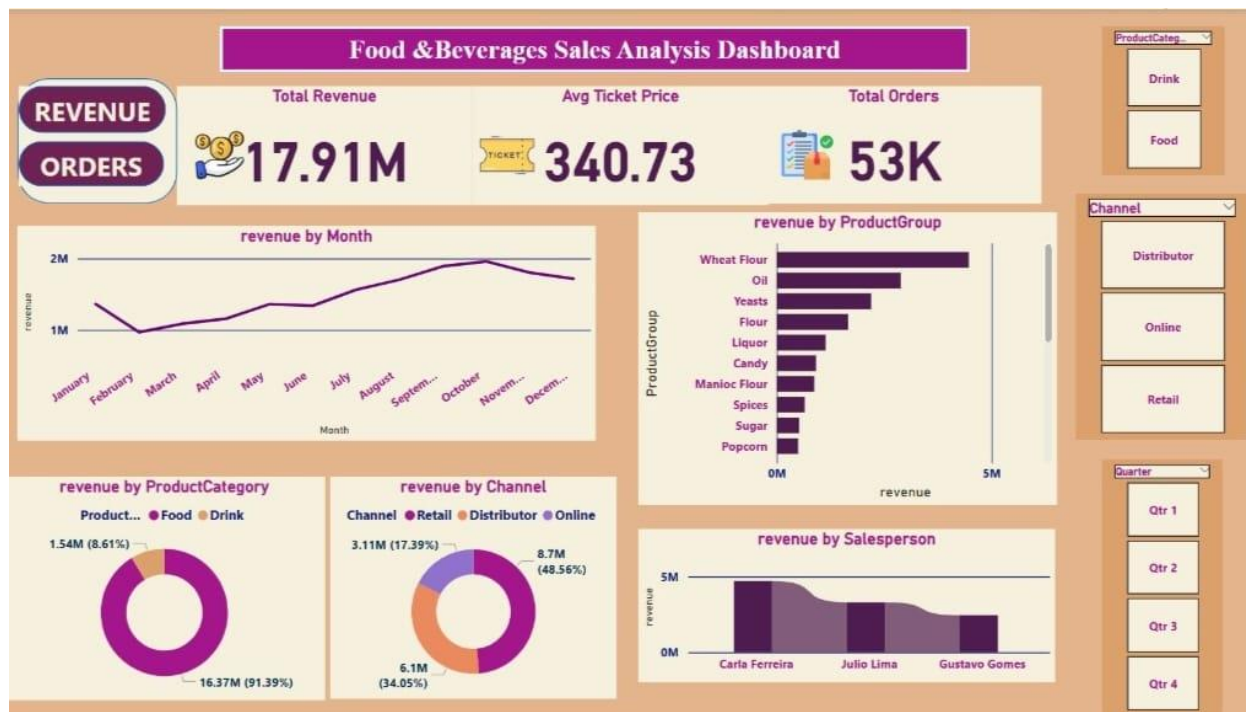 Food &Beverages Sales Analysis Dashboard
REVENUE
ORDERS
Total Revenue
17.91M
Avg Ticket Price
TICKET
340.73
Total Orders
53K
ProductCateg...
Drink
Food
Channel
Distributor
Online
Retail
Quarter
Qtr 1
Qtr 2
Qtr 3
Qtr 4
revenue by Month
2M
1M
revenue
January
February
March
April
May
June
July
August
Septem...
October
Novem...
Decem...
Month
revenue by ProductGroup
ProductGroup
Wheat Flour
Oil
Yeasts
Flour
Liquor
Candy
Manioc Flour
Spices
Sugar
Popcorn
0M
5M
revenue
revenue by ProductCategory
Product... Food Drink
1.54M (8.61%)
16.37M (91.39%)
revenue by Channel
Channel Retail Distributor Online
3.11M (17.39%)
8.7M
(48.56%)
6.1M
(34.05%)
revenue by Salesperson
5M
0M
revenue
Carla Ferreira
Julio Lima
Gustavo Gomes